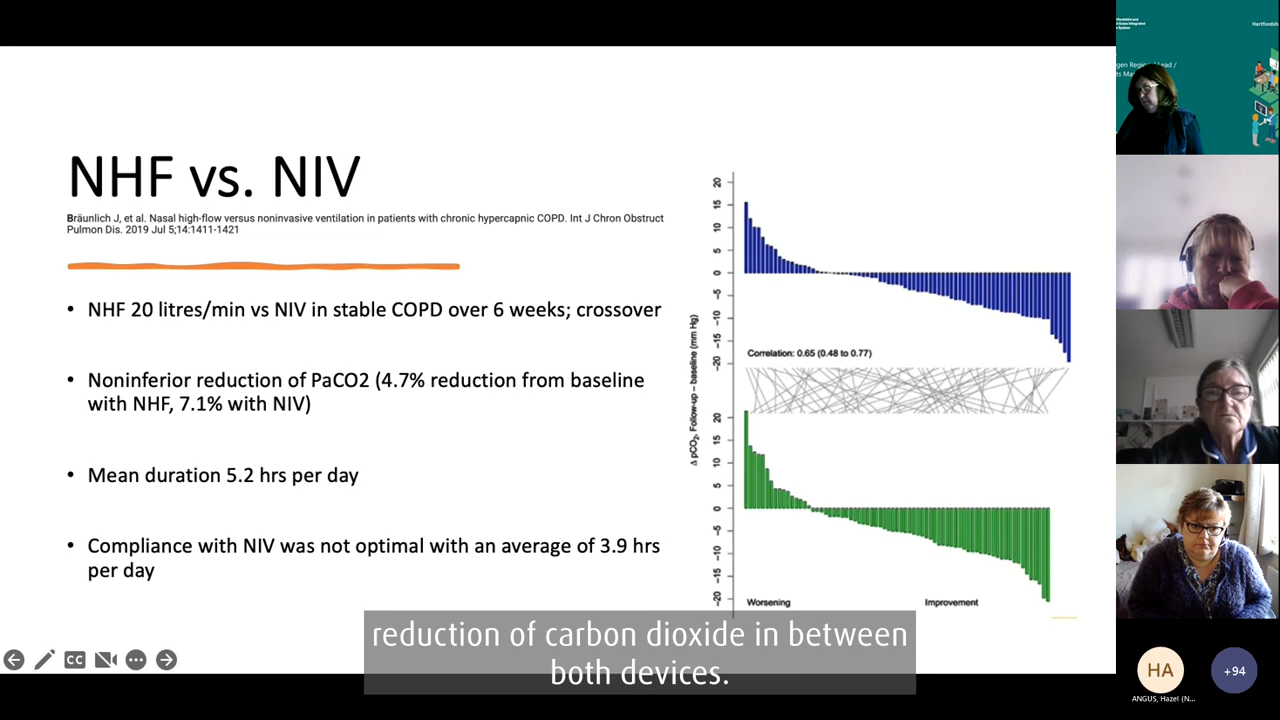 NHF vs. NIV
Bräunlich J, et al. Nasal high-flow versus noninvasive ventilation in patients with chronic hypercapnic COPD. Int J Chron Obstruct
Pulmon Dis. 2019 Jul 5;14:1411-1421
• NHF 20 litres/min vs NIV in stable COPD over 6 weeks; crossover
• Noninferior reduction of PaCO2 (4.7% reduction from baseline
with NHF, 7.1% with NIV)
• Mean duration 5.2 hrs per day
• Compliance with NIV was not optimal with an average of 3.9 hrs
per day
Δ pCO2, Follow-up – baseline (mm Hg)
20
15
10
5
0
-5
-10
-15
-20
Correlation: 0.65 (0.48 to 0.77)
20
15
10
5
0
-5
-10
-15
-20
Worsening Improvement
CC
reduction of carbon dioxide in between
both devices.
HA
+94
ANGUS, Hazel (N...